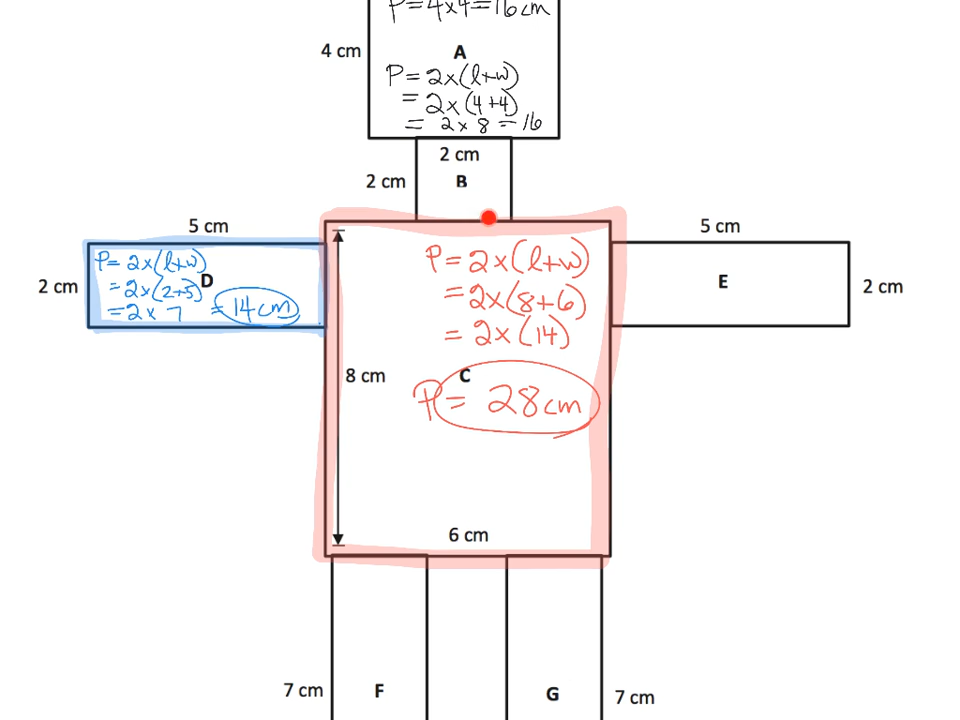 P=4x4=16cm
4 cm
A
P=2x(l+w)
=2x(4+4)
= 2x8=16
2 cm
2 cm
B
5 cm
5 cm
2 cm
P=2x(l+w)
D
=2x(2+5)
=2x7 =14cm
P=2x(l+w)
=2x(8+6)
=2x(14)
E
2 cm
8 cm
C
P= 28cm
6 cm
7 cm
F
G
7 cm